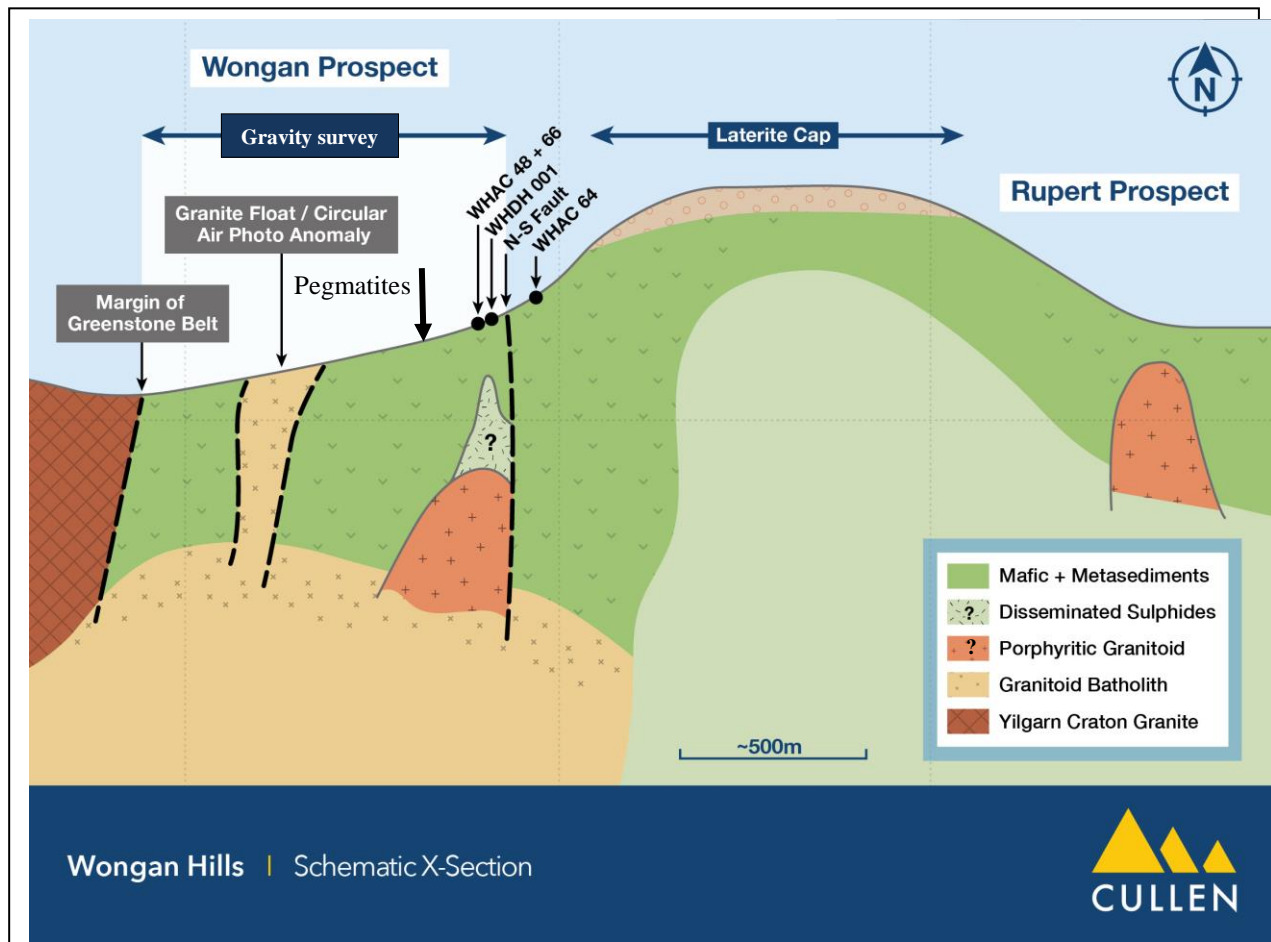 Wongan Prospect
N
Gravity survey
Laterite Cap
WHAC 48 + 66
WHDH 001
N-S Fault
WHAC 64
Rupert Prospect
Granite Float / Circular
Air Photo Anomaly
Pegmatites
Margin of
Greenstone Belt
?
Mafic + Metasediments
? Disseminated Sulphides
? Porphyritic Granitoid
Granitoid Batholith
Yilgarn Craton Granite
~500m
Wongan Hills | Schematic X-Section
CULLEN